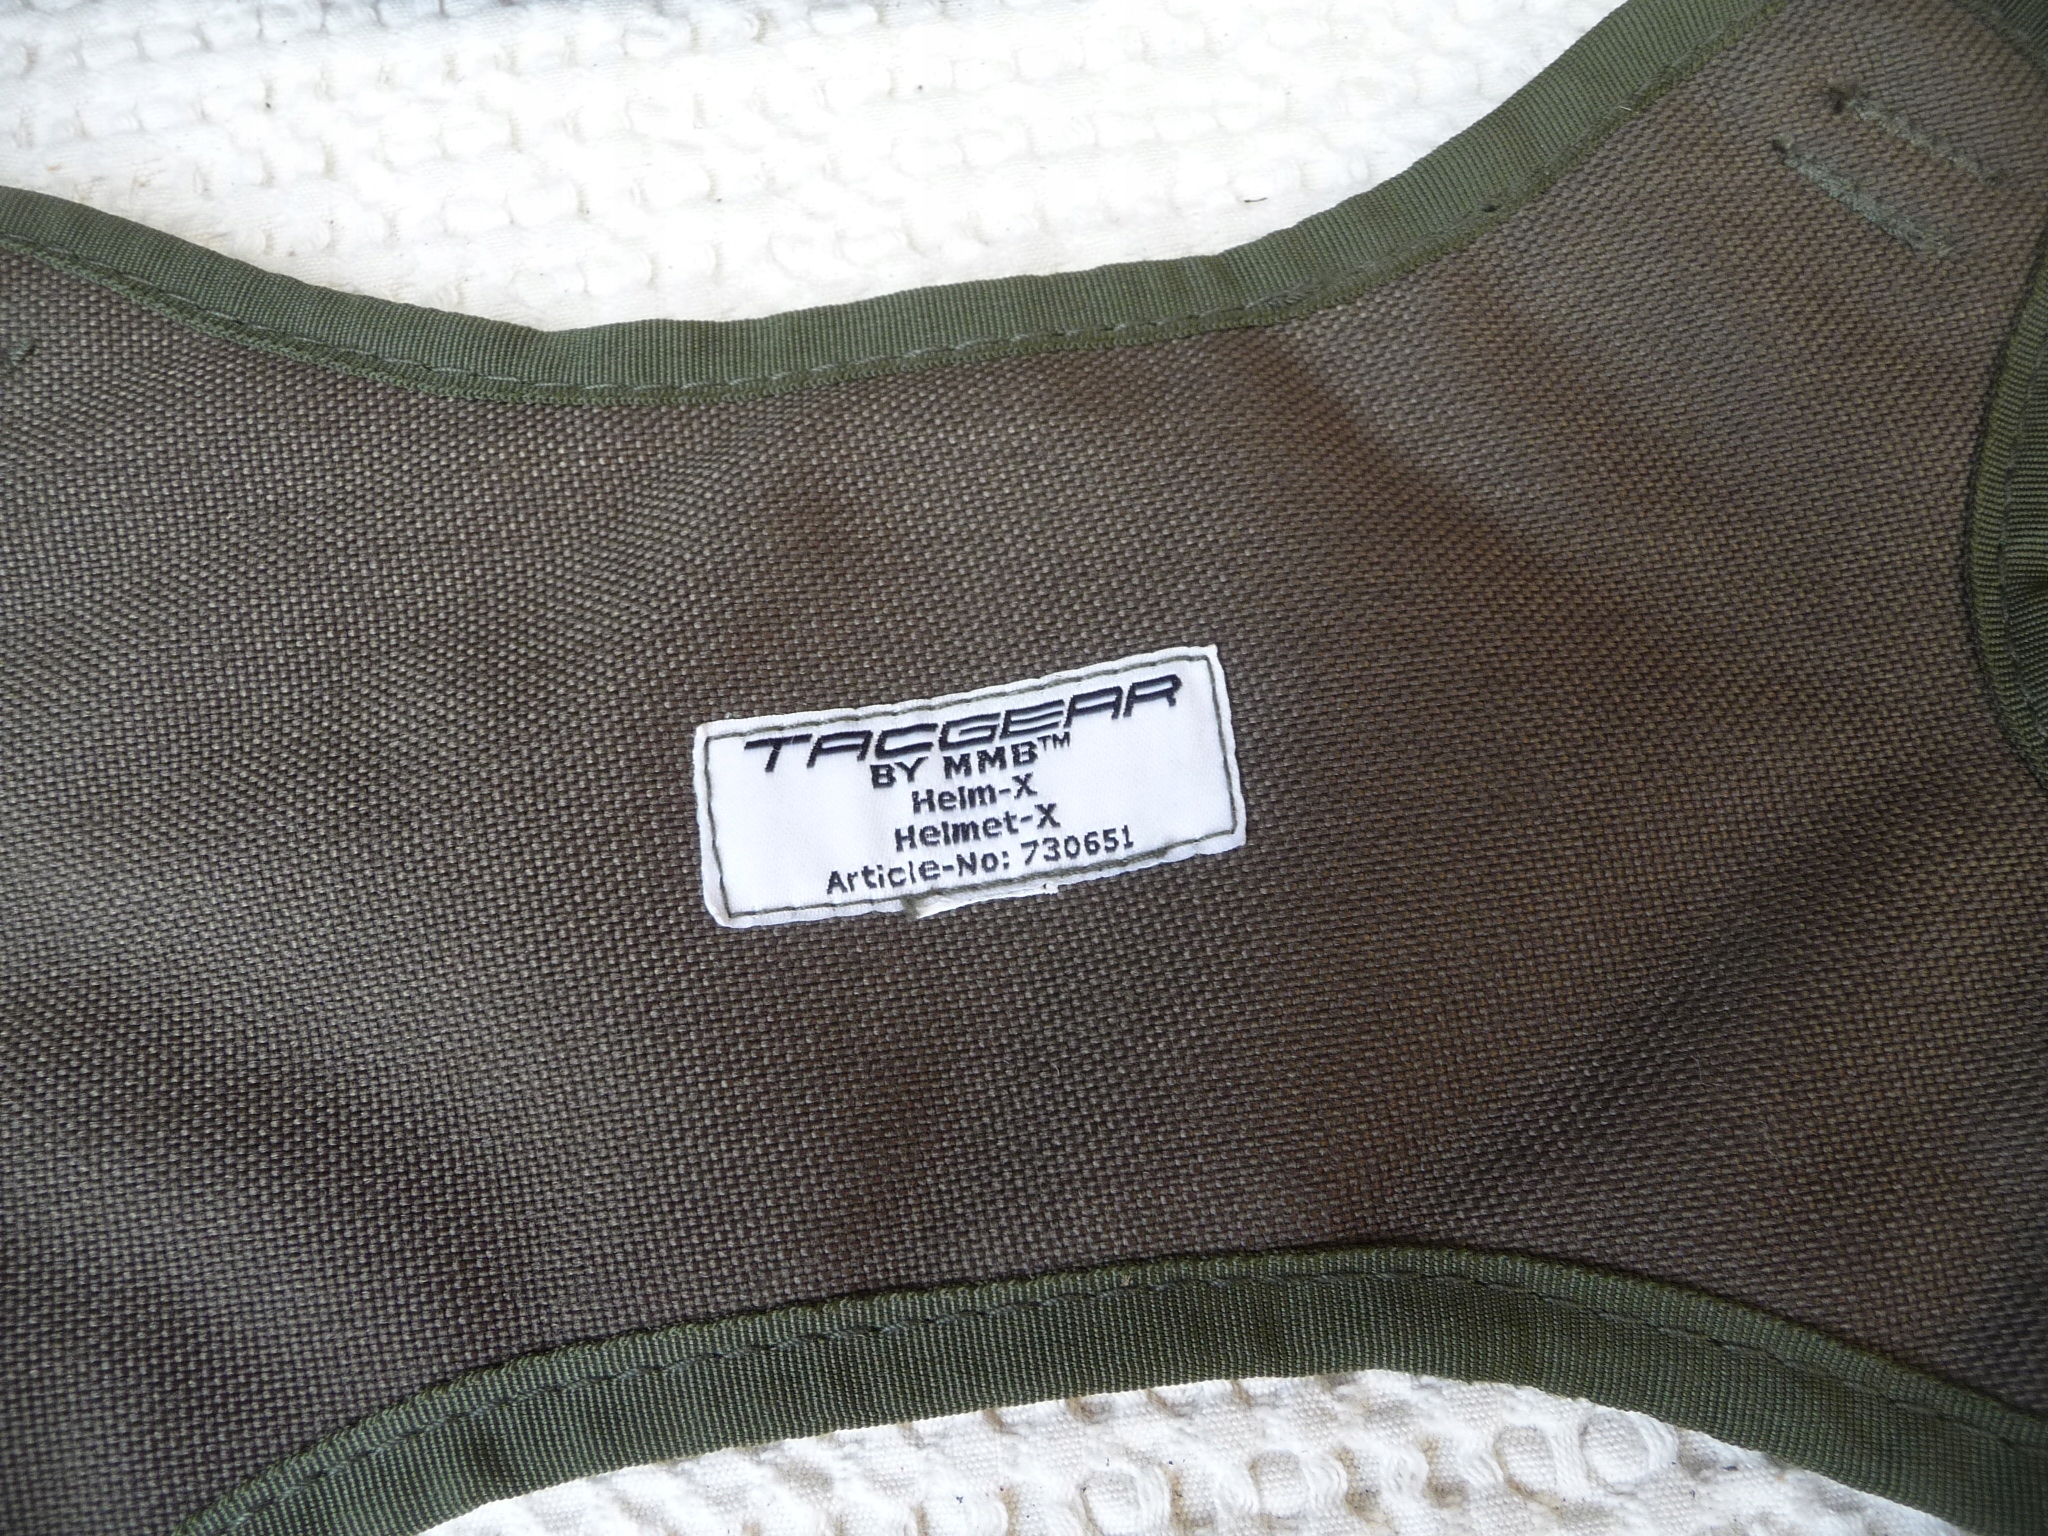 TACGEAR
BY MMB™
Helm-X
Helmet-X
Article-No: 730651